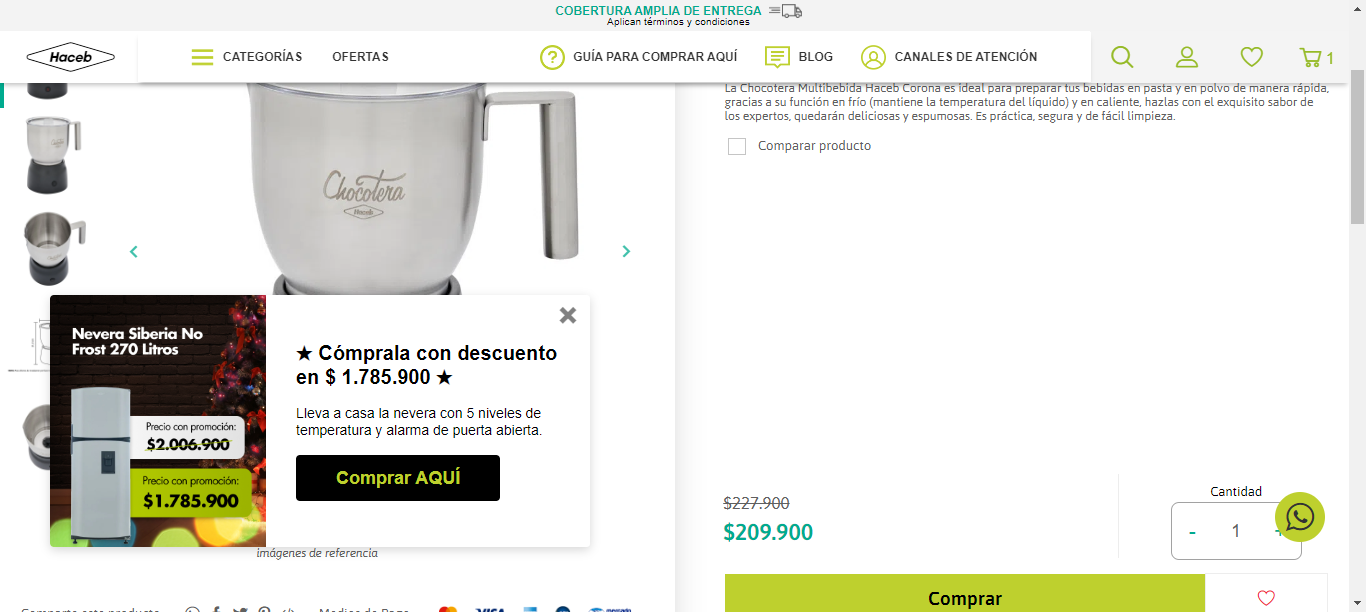 COBERTURA AMPLIA DE ENTREGA
Aplican términos y condiciones
Haceb
CATEGORÍAS
OFERTAS
GUÍA PARA COMPRAR AQUÍ
BLOG
CANALES DE ATENCIÓN
1
La Chocotera Multibebida Haceb Corona es ideal para preparar tus bebidas en pasta y en polvo de manera rápida,
gracias a su función en frío (mantiene la temperatura del líquido) y en caliente, hazlas con el exquisito sabor de
los expertos, quedarán deliciosas y espumosas. Es práctica, segura y de fácil limpieza.
Comparar producto
Chocotera
Haceb
Nevera Siberia No
Frost 270 Litros
Precio con promoción:
$2.006.900
Precio con promoción:
$1.785.900
★ Cómprala con descuento
en $ 1.785.900 ★
Lleva a casa la nevera con 5 niveles de
temperatura y alarma de puerta abierta.
Comprar AQUÍ
imágenes de referencia
$227.900
$209.900
Cantidad
- 1 +
Comprar
Comparte este producto
Medios de Pago
VISA
mercado